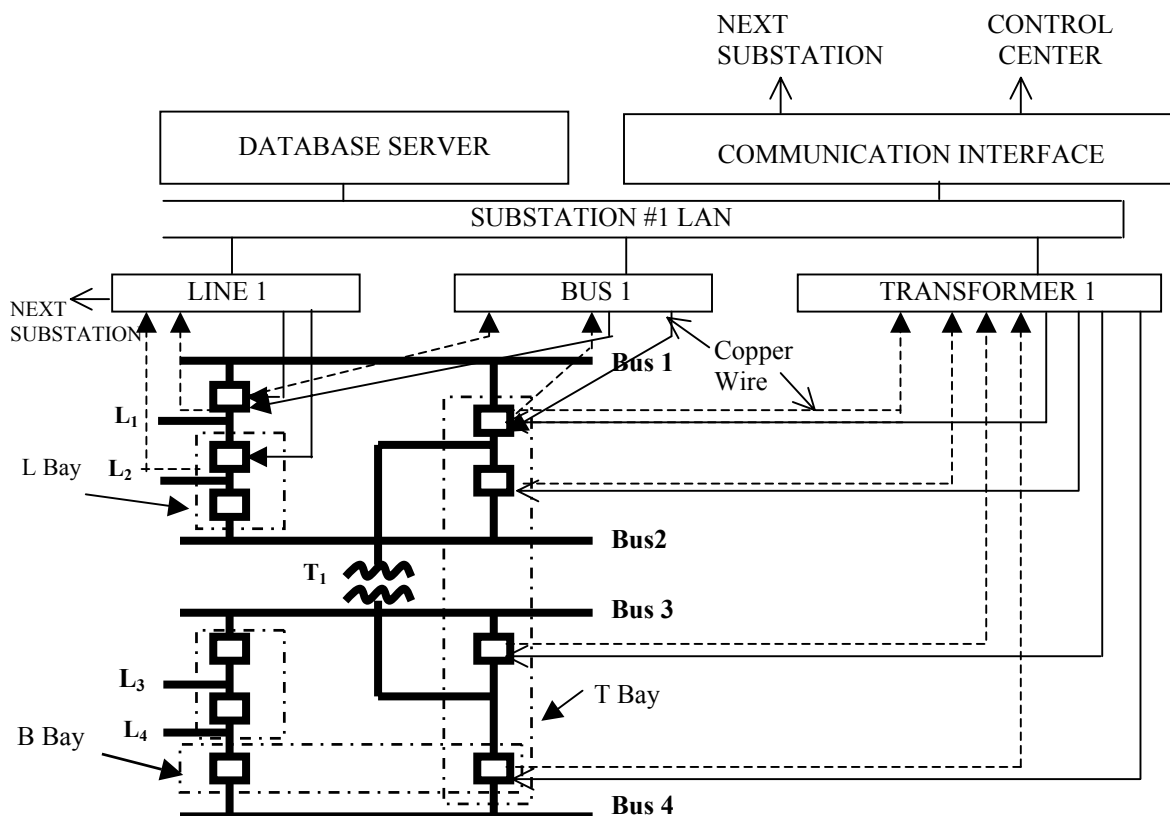 NEXT
SUBSTATION
CONTROL
CENTER
DATABASE SERVER
COMMUNICATION INTERFACE
SUBSTATION #1 LAN
LINE 1
BUS 1
TRANSFORMER 1
NEXT
SUBSTATION
Bus 1
Copper
Wire
L1
L2
L Bay
Bus2
T1
Bus 3
L3
L4
T Bay
B Bay
Bus 4